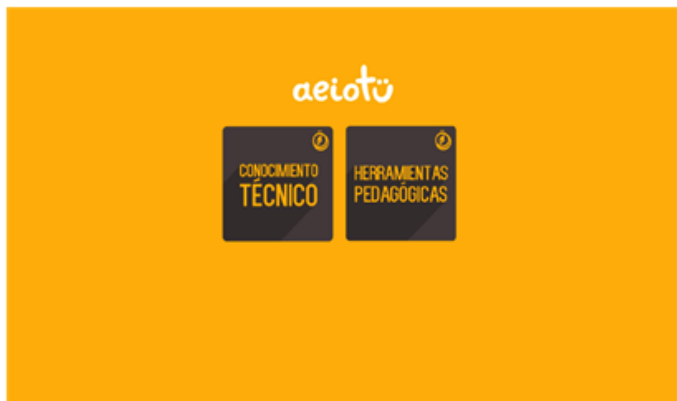 aeiotü
CONOCIMIENTO
TÉCNICO
HERRAMIENTAS
PEDAGÓGICAS